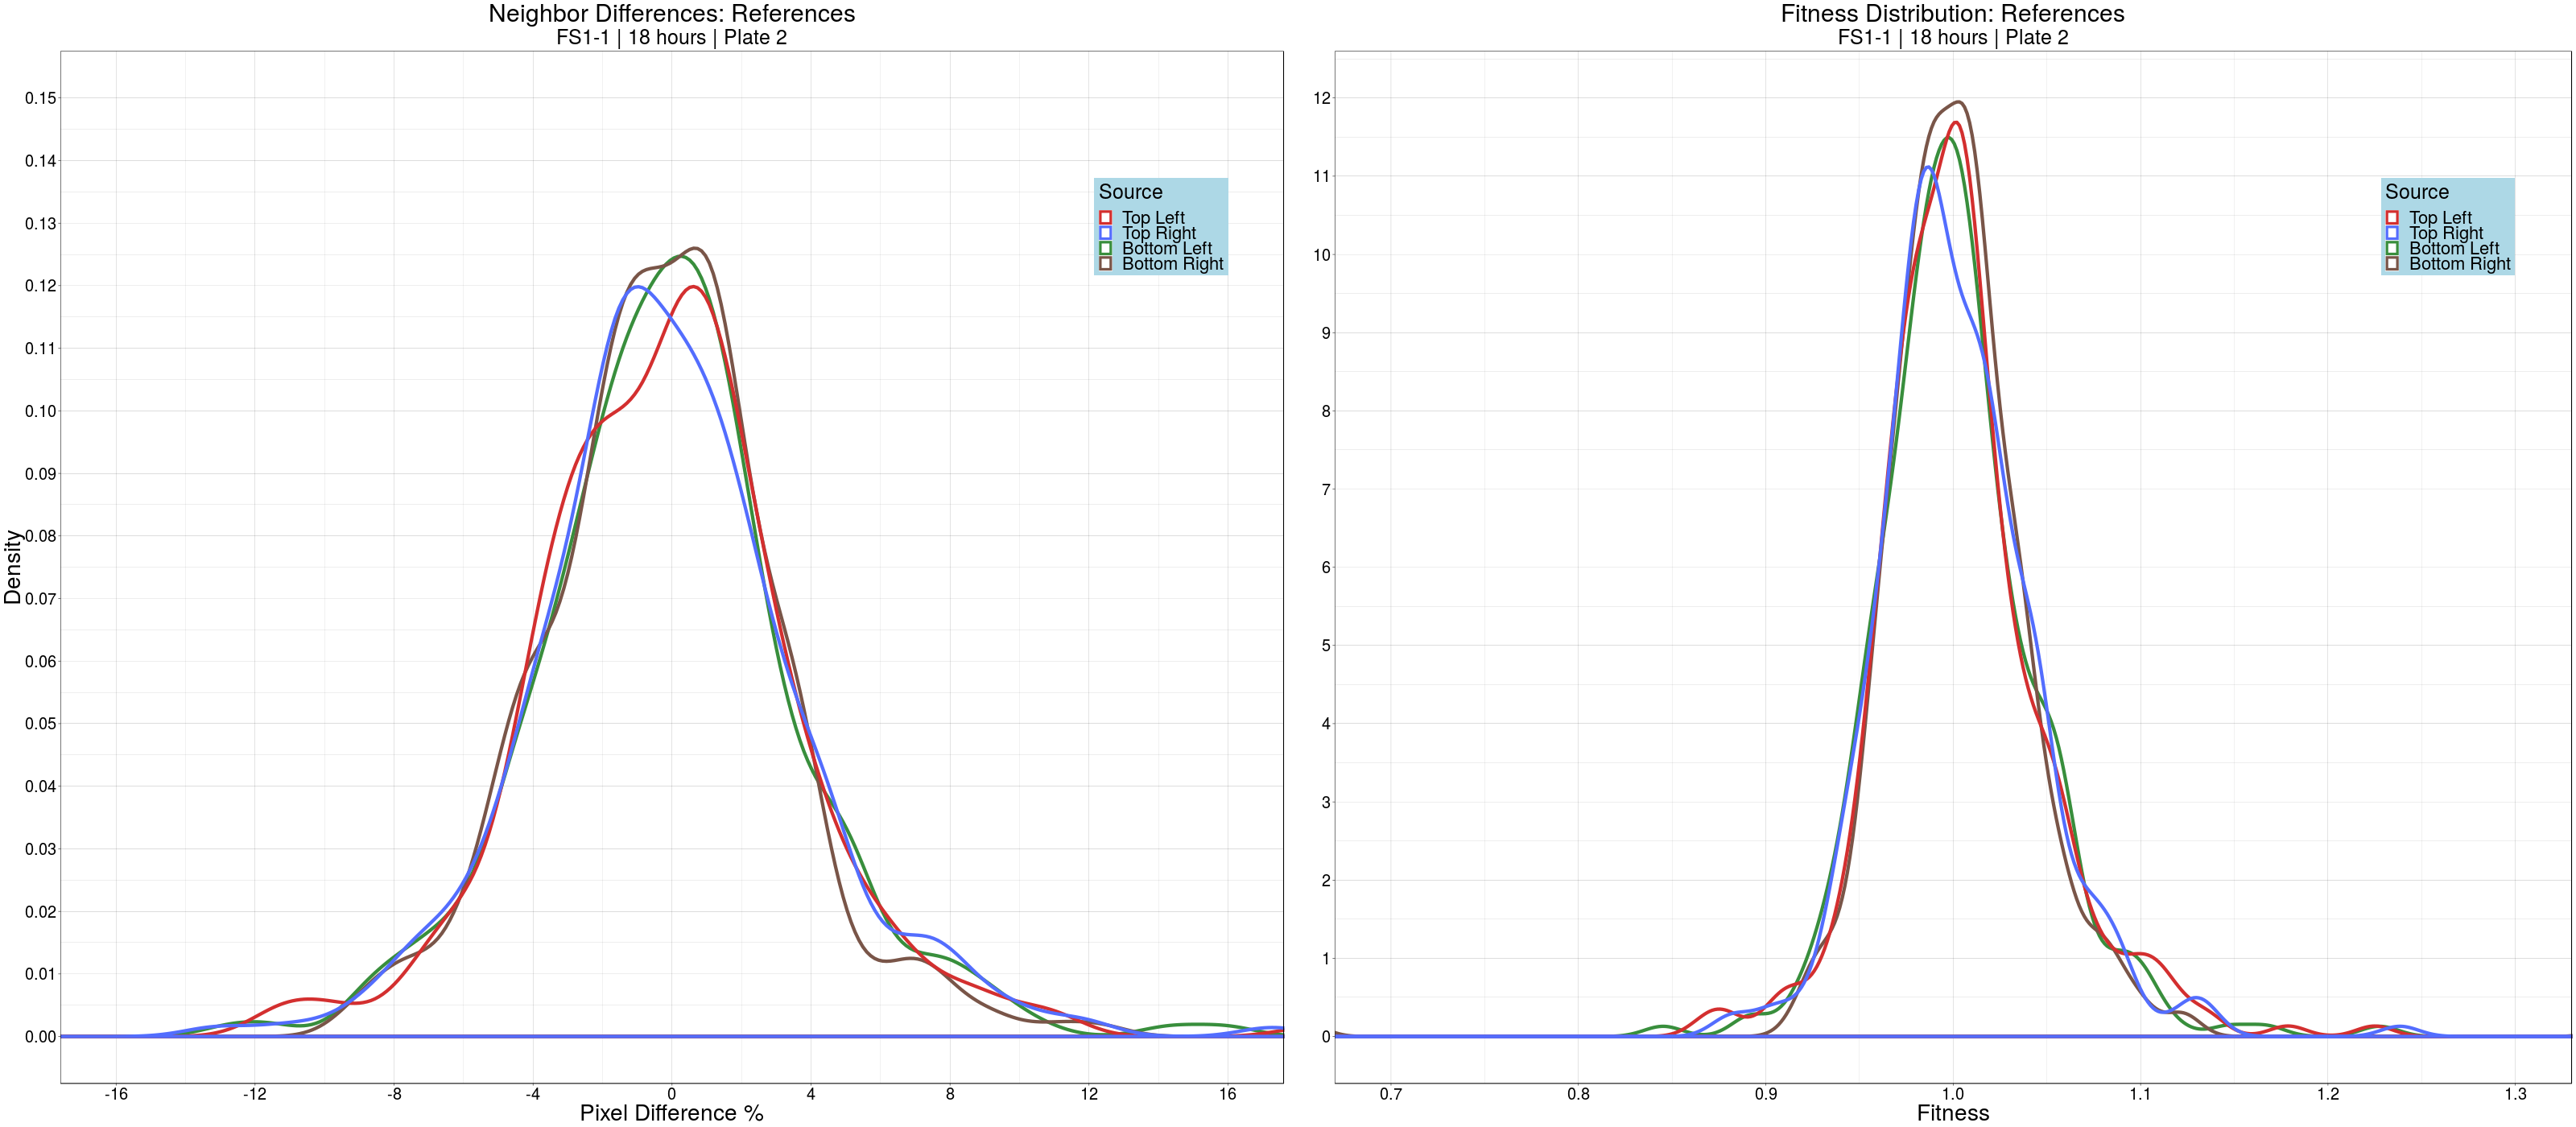 Neighbor Differences: References
FS1-1 | 18 hours | Plate 2
Density
0.15
0.14
0.13
0.12
0.11
0.10
0.09
0.08
0.07
0.06
0.05
0.04
0.03
0.02
0.01
0.00
Source
Top Left
Top Right
Bottom Left
Bottom Right
-16 -12 -8 -4 0 4 8 12 16
Pixel Difference %
Fitness Distribution: References
FS1-1 | 18 hours | Plate 2
12
11
10
9
8
7
6
5
4
3
2
1
0
Source
Top Left
Top Right
Bottom Left
Bottom Right
0.7 0.8 0.9 1.0 1.1 1.2 1.3
Fitness